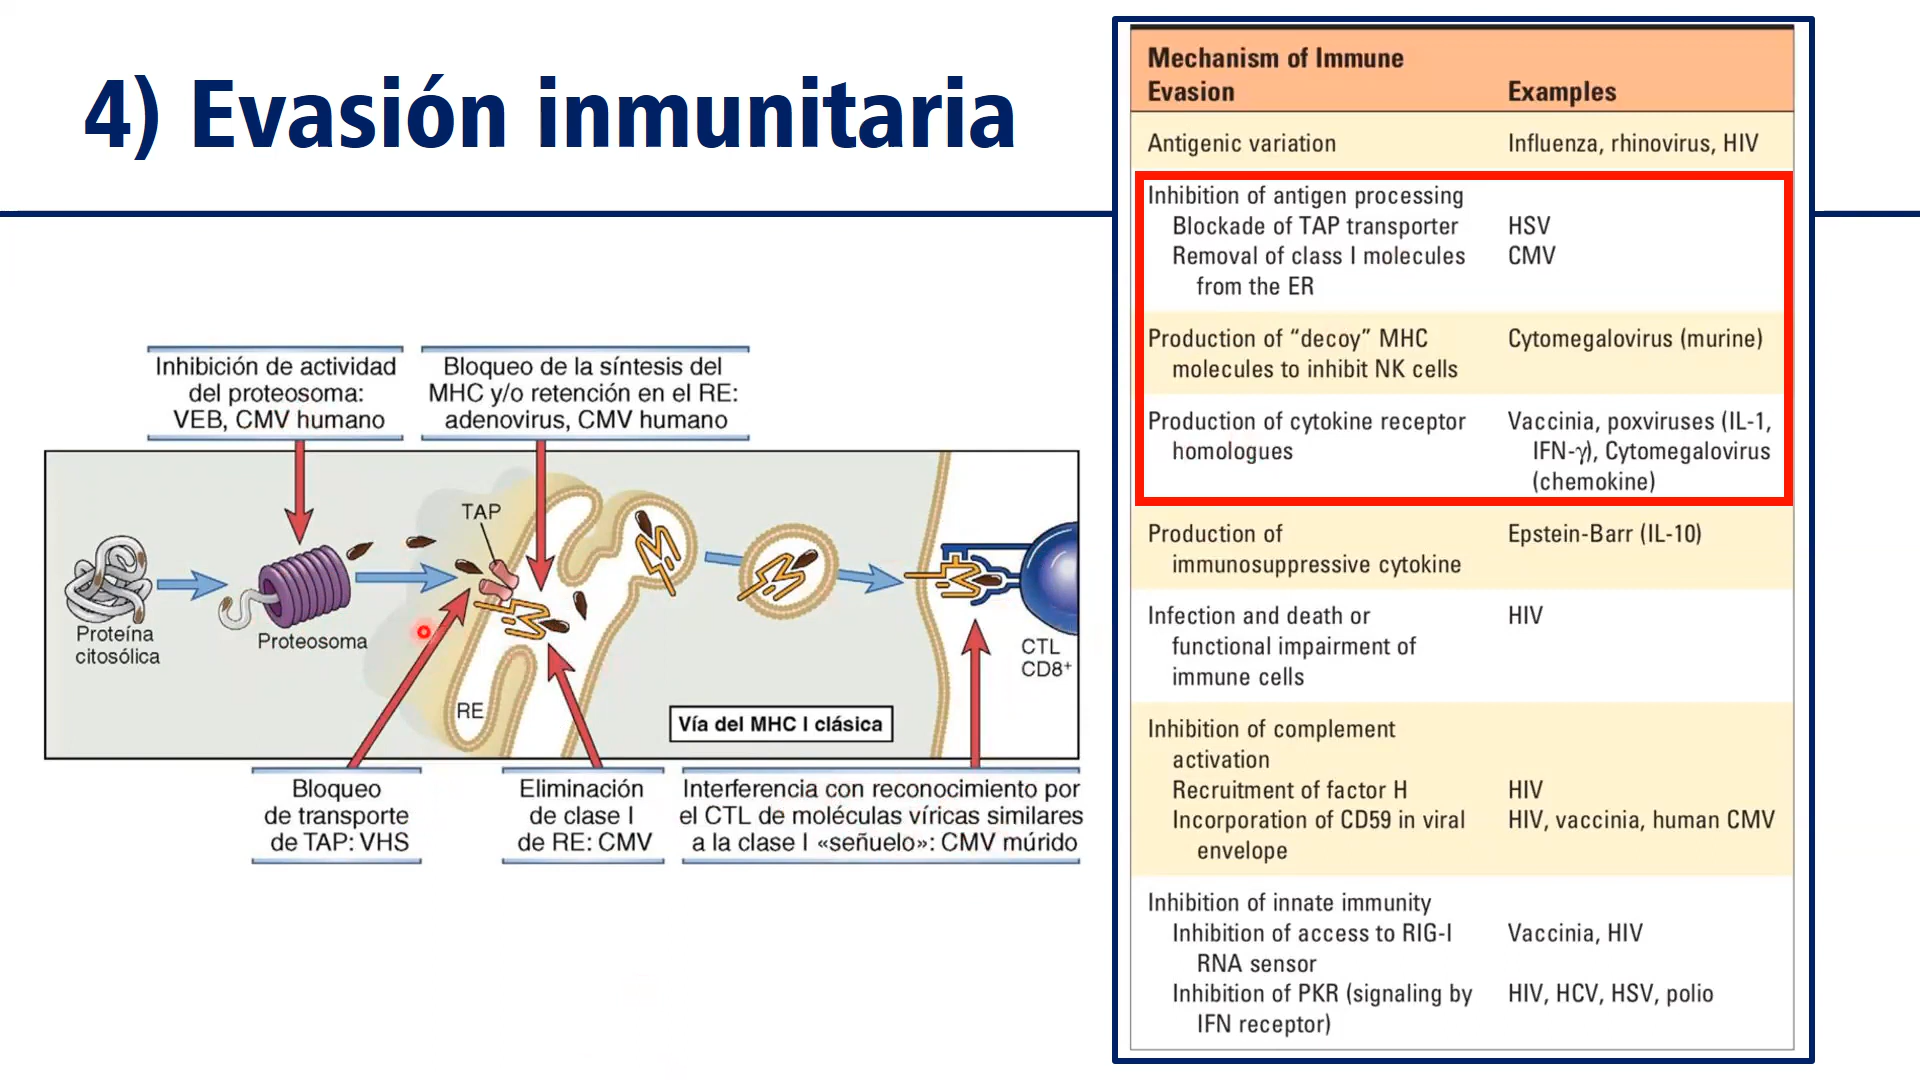 4) Evasión inmunitaria
Inhibición de actividad
del proteosoma:
VEB, CMV humano
Bloqueo de la síntesis del
MHC y/o retención en el RE:
adenovirus, CMV humano
TAP
Proteína
citosólica
Proteosoma
RE
Vía del MHC I clásica
CTL
CD8⁺
Bloqueo
de transporte
de TAP: VHS
Eliminación
de clase I
de RE: CMV
Interferencia con reconocimiento por
el CTL de moléculas víricas similares
a la clase I «señuelo»: CMV múrido
Mechanism of Immune
Evasion Examples
Antigenic variation Influenza, rhinovirus, HIV
Inhibition of antigen processing
Blockade of TAP transporter HSV
Removal of class I molecules CMV
from the ER
Production of “decoy” MHC Cytomegalovirus (murine)
molecules to inhibit NK cells
Production of cytokine receptor Vaccinia, poxviruses (IL-1,
homologues IFN-γ), Cytomegalovirus
(chemokine)
Production of Epstein-Barr (IL-10)
immunosuppressive cytokine
Infection and death or HIV
functional impairment of
immune cells
Inhibition of complement
activation
Recruitment of factor H HIV
Incorporation of CD59 in viral HIV, vaccinia, human CMV
envelope
Inhibition of innate immunity
Inhibition of access to RIG-I Vaccinia, HIV
RNA sensor
Inhibition of PKR (signaling by HIV, HCV, HSV, polio
IFN receptor)